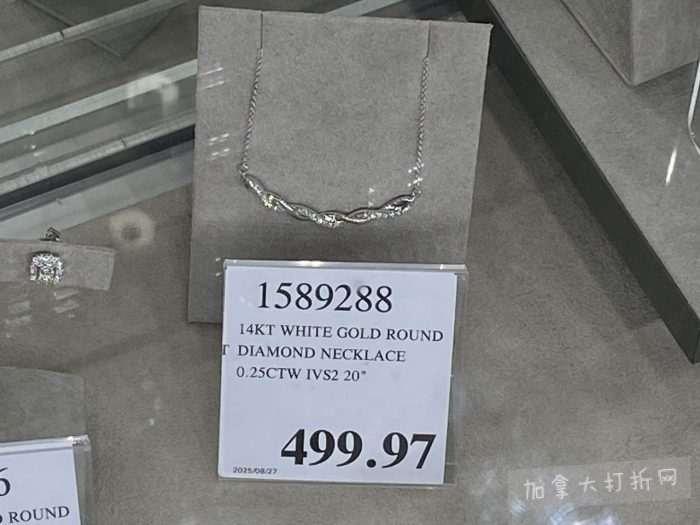 1589288
14KT WHITE GOLD ROUND
DIAMOND NECKLACE
0.25CTW IVS2 20"
499.97
2025/08/27
T
6
ROUND
加拿大打折网